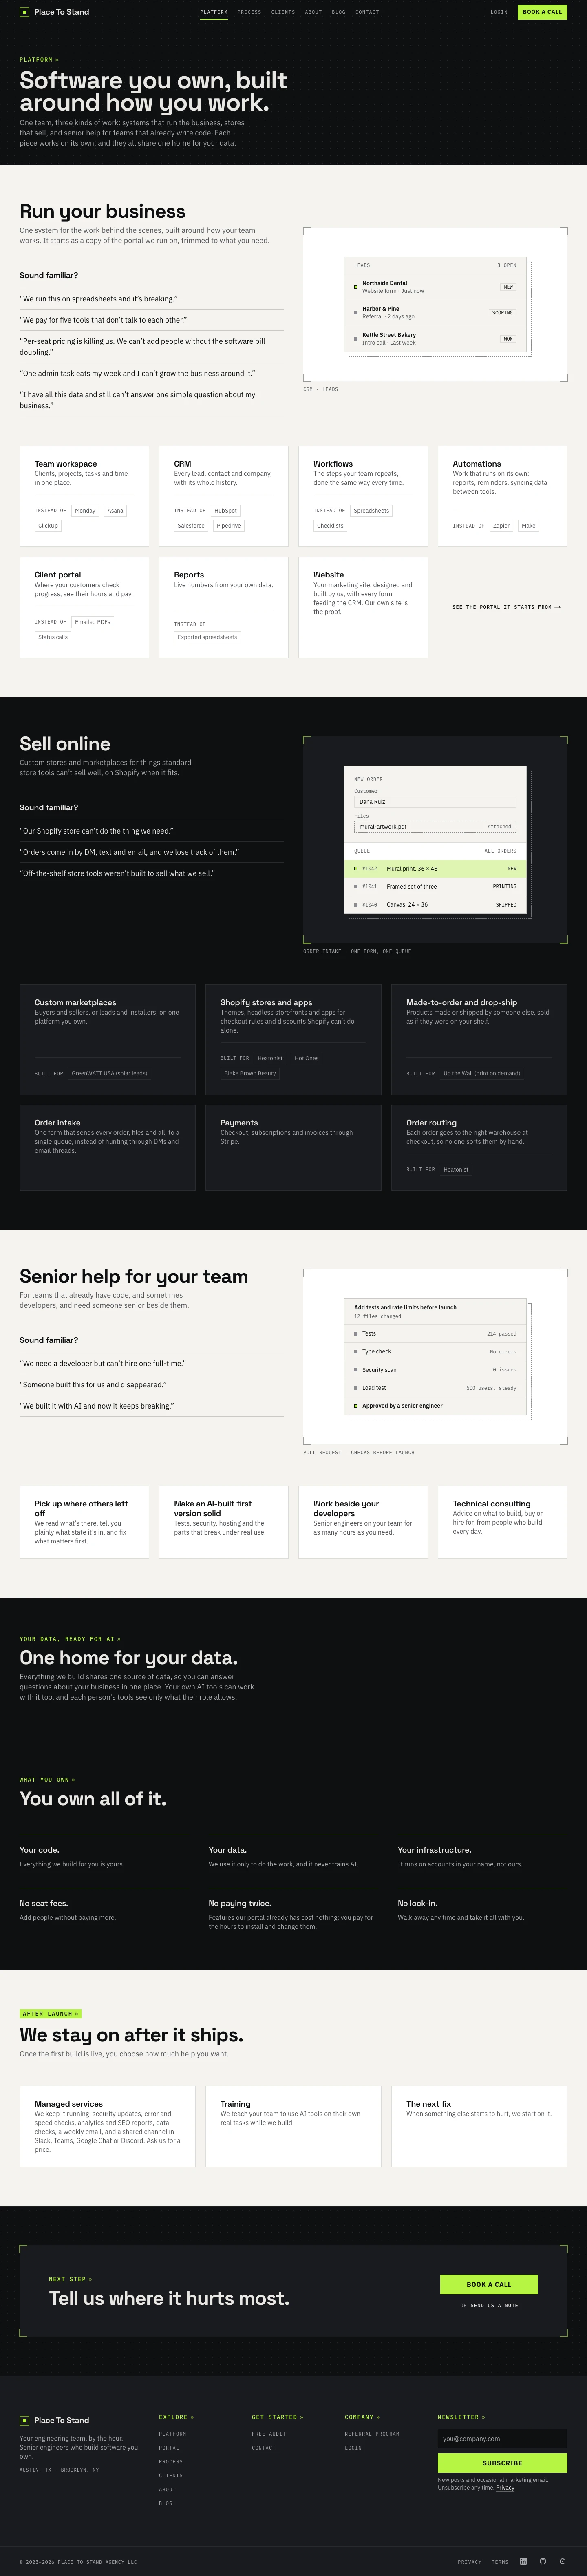 Place To Stand
PLATFORM PROCESS CLIENTS ABOUT BLOG CONTACT
LOGIN BOOK A CALL
PLATFORM »
Software you own, built
around how you work.
One team, three kinds of work: systems that run the business, stores
that sell, and senior help for teams that already write code. Each
piece works on its own, and they all share one home for your data.
Run your business
One system for the work behind the scenes, built around how your team
works. It starts as a copy of the portal we run on, trimmed to what you need.
Sound familiar?
“We run this on spreadsheets and it’s breaking.”
“We pay for five tools that don’t talk to each other.”
“Per-seat pricing is killing us. We can’t add people without the software bill
doubling.”
“One admin task eats my week and I can’t grow the business around it.”
“I have all this data and still can’t answer one simple question about my
business.”
LEADS 3 OPEN
Northside Dental
Website form · Just now
NEW
Harbor & Pine
Referral · 2 days ago
SCOPING
Kettle Street Bakery
Intro call · Last week
WON
CRM · LEADS
Team workspace
Clients, projects, tasks and time
in one place.
INSTEAD OF Monday Asana
ClickUp
CRM
Every lead, contact and company,
with its whole history.
INSTEAD OF HubSpot
Salesforce Pipedrive
Workflows
The steps your team repeats,
done the same way every time.
INSTEAD OF Spreadsheets
Checklists
Automations
Work that runs on its own:
reports, reminders, syncing data
between tools.
INSTEAD OF Zapier Make
Client portal
Where your customers check
progress, see their hours and pay.
INSTEAD OF Emailed PDFs
Status calls
Reports
Live numbers from your own data.
INSTEAD OF
Exported spreadsheets
Website
Your marketing site, designed and
built by us, with every form
feeding the CRM. Our own site is
the proof.
SEE THE PORTAL IT STARTS FROM →
Sell online
Custom stores and marketplaces for things standard
store tools can’t sell well, on Shopify when it fits.
Sound familiar?
“Our Shopify store can’t do the thing we need.”
“Orders come in by DM, text and email, and we lose track of them.”
“Off-the-shelf store tools weren’t built to sell what we sell.”
NEW ORDER
Customer
Dana Ruiz
Files
mural-artwork.pdf Attached
QUEUE ALL ORDERS
#1042 Mural print, 36 × 48 NEW
#1041 Framed set of three PRINTING
#1040 Canvas, 24 × 36 SHIPPED
ORDER INTAKE · ONE FORM, ONE QUEUE
Custom marketplaces
Buyers and sellers, or leads and installers, on one
platform you own.
BUILT FOR GreenWATT USA (solar leads)
Shopify stores and apps
Themes, headless storefronts and apps for
checkout rules and discounts Shopify can’t do
alone.
BUILT FOR Heatonist Hot Ones
Blake Brown Beauty
Made-to-order and drop-ship
Products made or shipped by someone else, sold
as if they were on your shelf.
BUILT FOR Up the Wall (print on demand)
Order intake
One form that sends every order, files and all, to a
single queue, instead of hunting through DMs and
email threads.
Payments
Checkout, subscriptions and invoices through
Stripe.
Order routing
Each order goes to the right warehouse at
checkout, so no one sorts them by hand.
BUILT FOR Heatonist
Senior help for your team
For teams that already have code, and sometimes
developers, and need someone senior beside them.
Sound familiar?
“We need a developer but can’t hire one full-time.”
“Someone built this for us and disappeared.”
“We built it with AI and now it keeps breaking.”
Add tests and rate limits before launch
12 files changed
Tests 214 passed
Type check No errors
Security scan 0 issues
Load test 500 users, steady
Approved by a senior engineer
PULL REQUEST · CHECKS BEFORE LAUNCH
Pick up where others left
off
We read what’s there, tell you
plainly what state it’s in, and fix
what matters first.
Make an AI-built first
version solid
Tests, security, hosting and the
parts that break under real use.
Work beside your
developers
Senior engineers on your team for
as many hours as you need.
Technical consulting
Advice on what to build, buy or
hire for, from people who build
every day.
YOUR DATA, READY FOR AI »
One home for your data.
Everything we build shares one source of data, so you can answer
questions about your business in one place. Your own AI tools can work
with it too, and each person’s tools see only what their role allows.
WHAT YOU OWN »
You own all of it.
Your code.
Everything we build for you is yours.
Your data.
We use it only to do the work, and it never trains AI.
Your infrastructure.
It runs on accounts in your name, not ours.
No seat fees.
Add people without paying more.
No paying twice.
Features our portal already has cost nothing; you pay for
the hours to install and change them.
No lock-in.
Walk away any time and take it all with you.
AFTER LAUNCH »
We stay on after it ships.
Once the first build is live, you choose how much help you want.
Managed services
We keep it running: security updates, error and
speed checks, analytics and SEO reports, data
checks, a weekly email, and a shared channel in
Slack, Teams, Google Chat or Discord. Ask us for a
price.
Training
We teach your team to use AI tools on their own
real tasks while we build.
The next fix
When something else starts to hurt, we start on it.
NEXT STEP »
Tell us where it hurts most.
BOOK A CALL
OR SEND US A NOTE
Place To Stand
Your engineering team, by the hour.
Senior engineers who build software you
own.
AUSTIN, TX · BROOKLYN, NY
EXPLORE »
PLATFORM
PORTAL
PROCESS
CLIENTS
ABOUT
BLOG
GET STARTED »
FREE AUDIT
CONTACT
COMPANY »
REFERRAL PROGRAM
LOGIN
NEWSLETTER »
you@company.com
SUBSCRIBE
New posts and occasional marketing email.
Unsubscribe any time. Privacy
© 2023–2026 PLACE TO STAND AGENCY LLC
PRIVACY TERMS